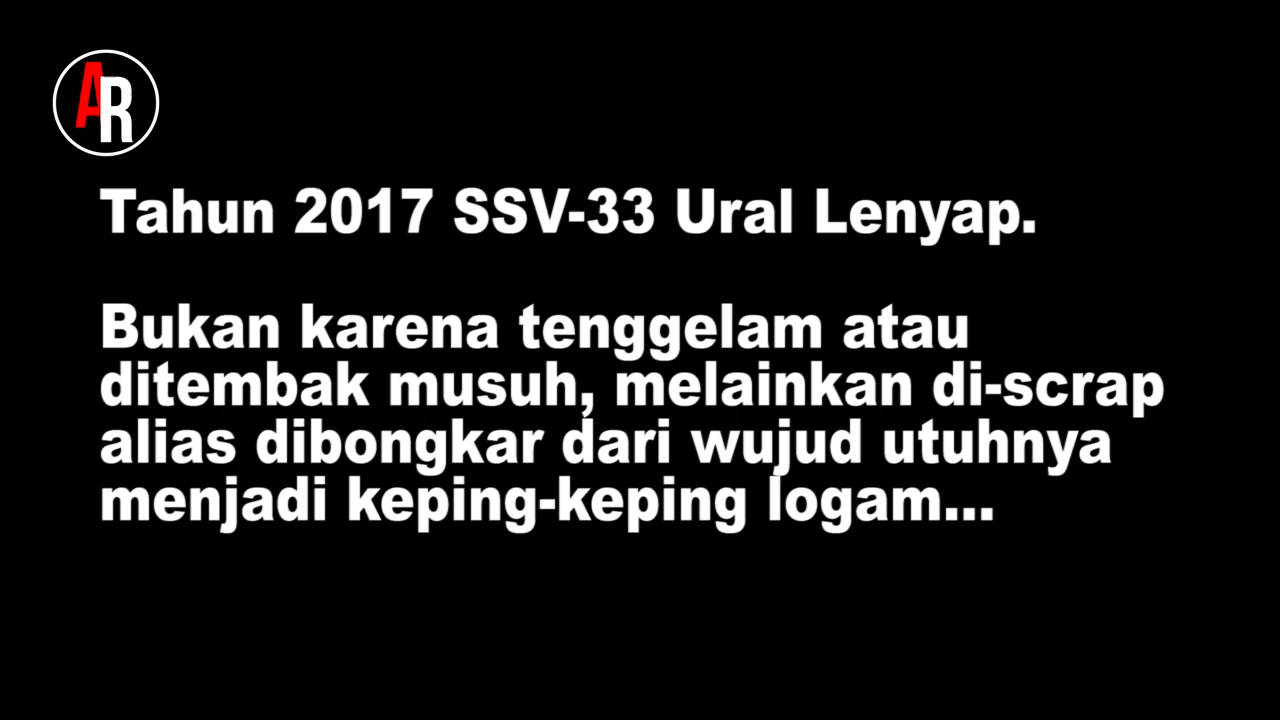 AR
Tahun 2017 SSV-33 Ural Lenyap.
Bukan karena tenggelam atau
ditembak musuh, melainkan di-scrap
alias dibongkar dari wujud utuhnya
menjadi keping-keping logam...